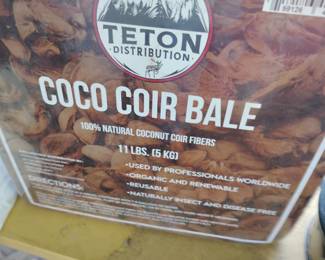 TETON
DISTRIBUTION
COCO COIR BALE
100% NATURAL COCONUT COIR FIBERS
11 LBS. (5 KG)
•USED BY PROFESSIONALS WORLDWIDE
•ORGANIC AND RENEWABLE
•REUSABLE
•NATURALLY INSECT AND DISEASE FREE
DIRECTIONS: